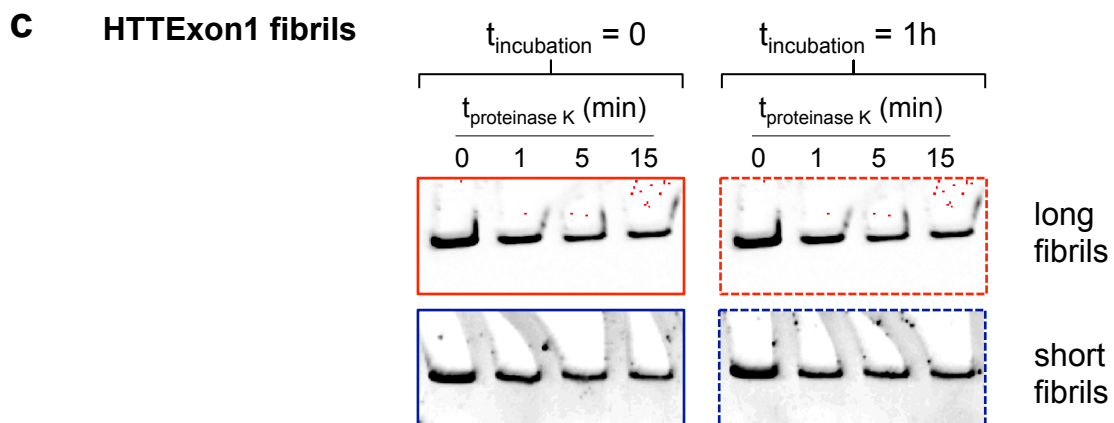 c HTTExon1 fibrils
tincubation = 0 tincubation = 1h
tproteinase K (min) tproteinase K (min)
0 1 5 15 0 1 5 15
long
fibrils
short
fibrils